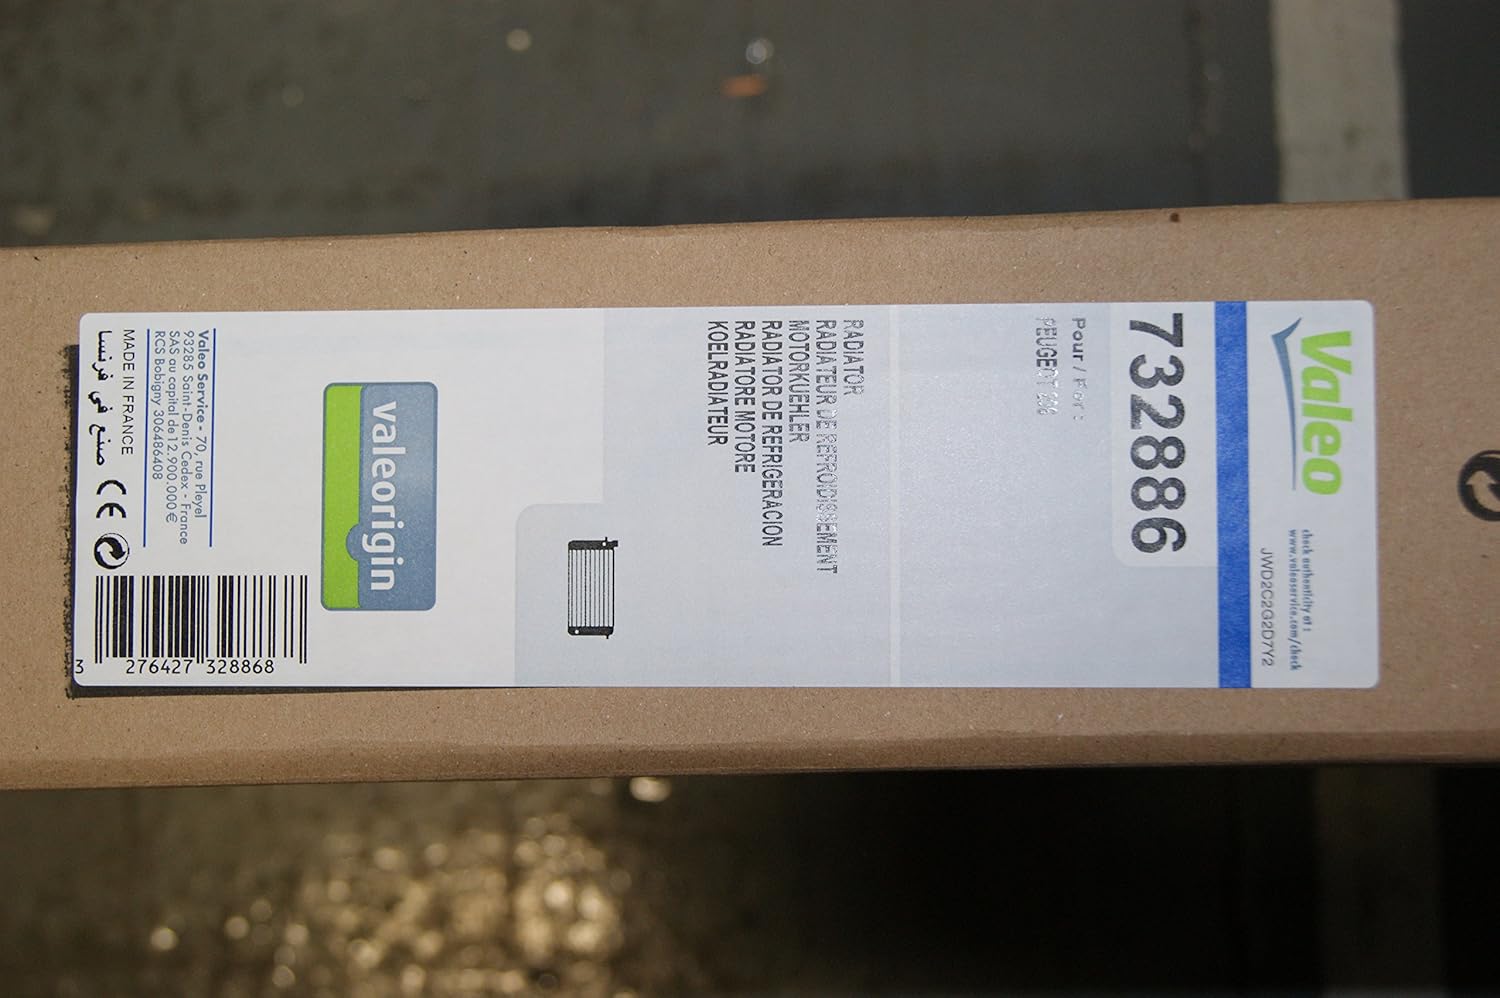 Valeo
check authenticity at :
www.valeoservice.com/check
JWD2C2G2D7Y2
732886
Pour / For :
PEUGEOT 206
RADIATOR
RADIATEUR DE REFROIDISSEMENT
MOTORKUEHLER
RADIATOR DE REFRIGERACION
RADIATORE MOTORE
KOELRADIATEUR
valeorigin
Valeo Service - 70, rue Pleyel
93285 Saint-Denis Cedex - France
SAS au capital de 12.900.000 €
RCS Bobigny 306486408
MADE IN FRANCE
صنع في فرنسا
CE
3 276427 328868